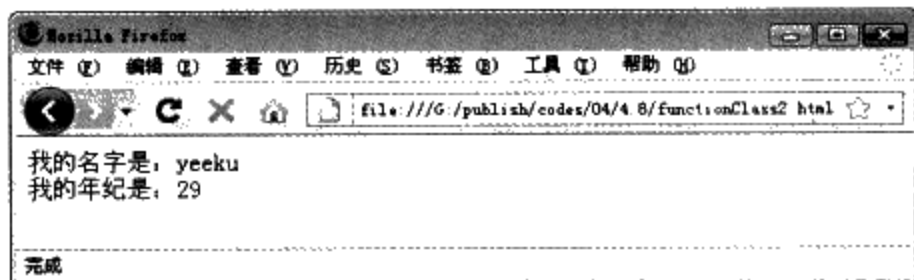 Mozilla Firefox
文件 (F) 编辑 (E) 查看 (V) 历史 (S) 书签 (B) 工具 (T) 帮助 (H)
file:///G:/publish/codes/04/4.8/functionClass2.html
我的名字是：yeeku
我的年纪是：29
完成